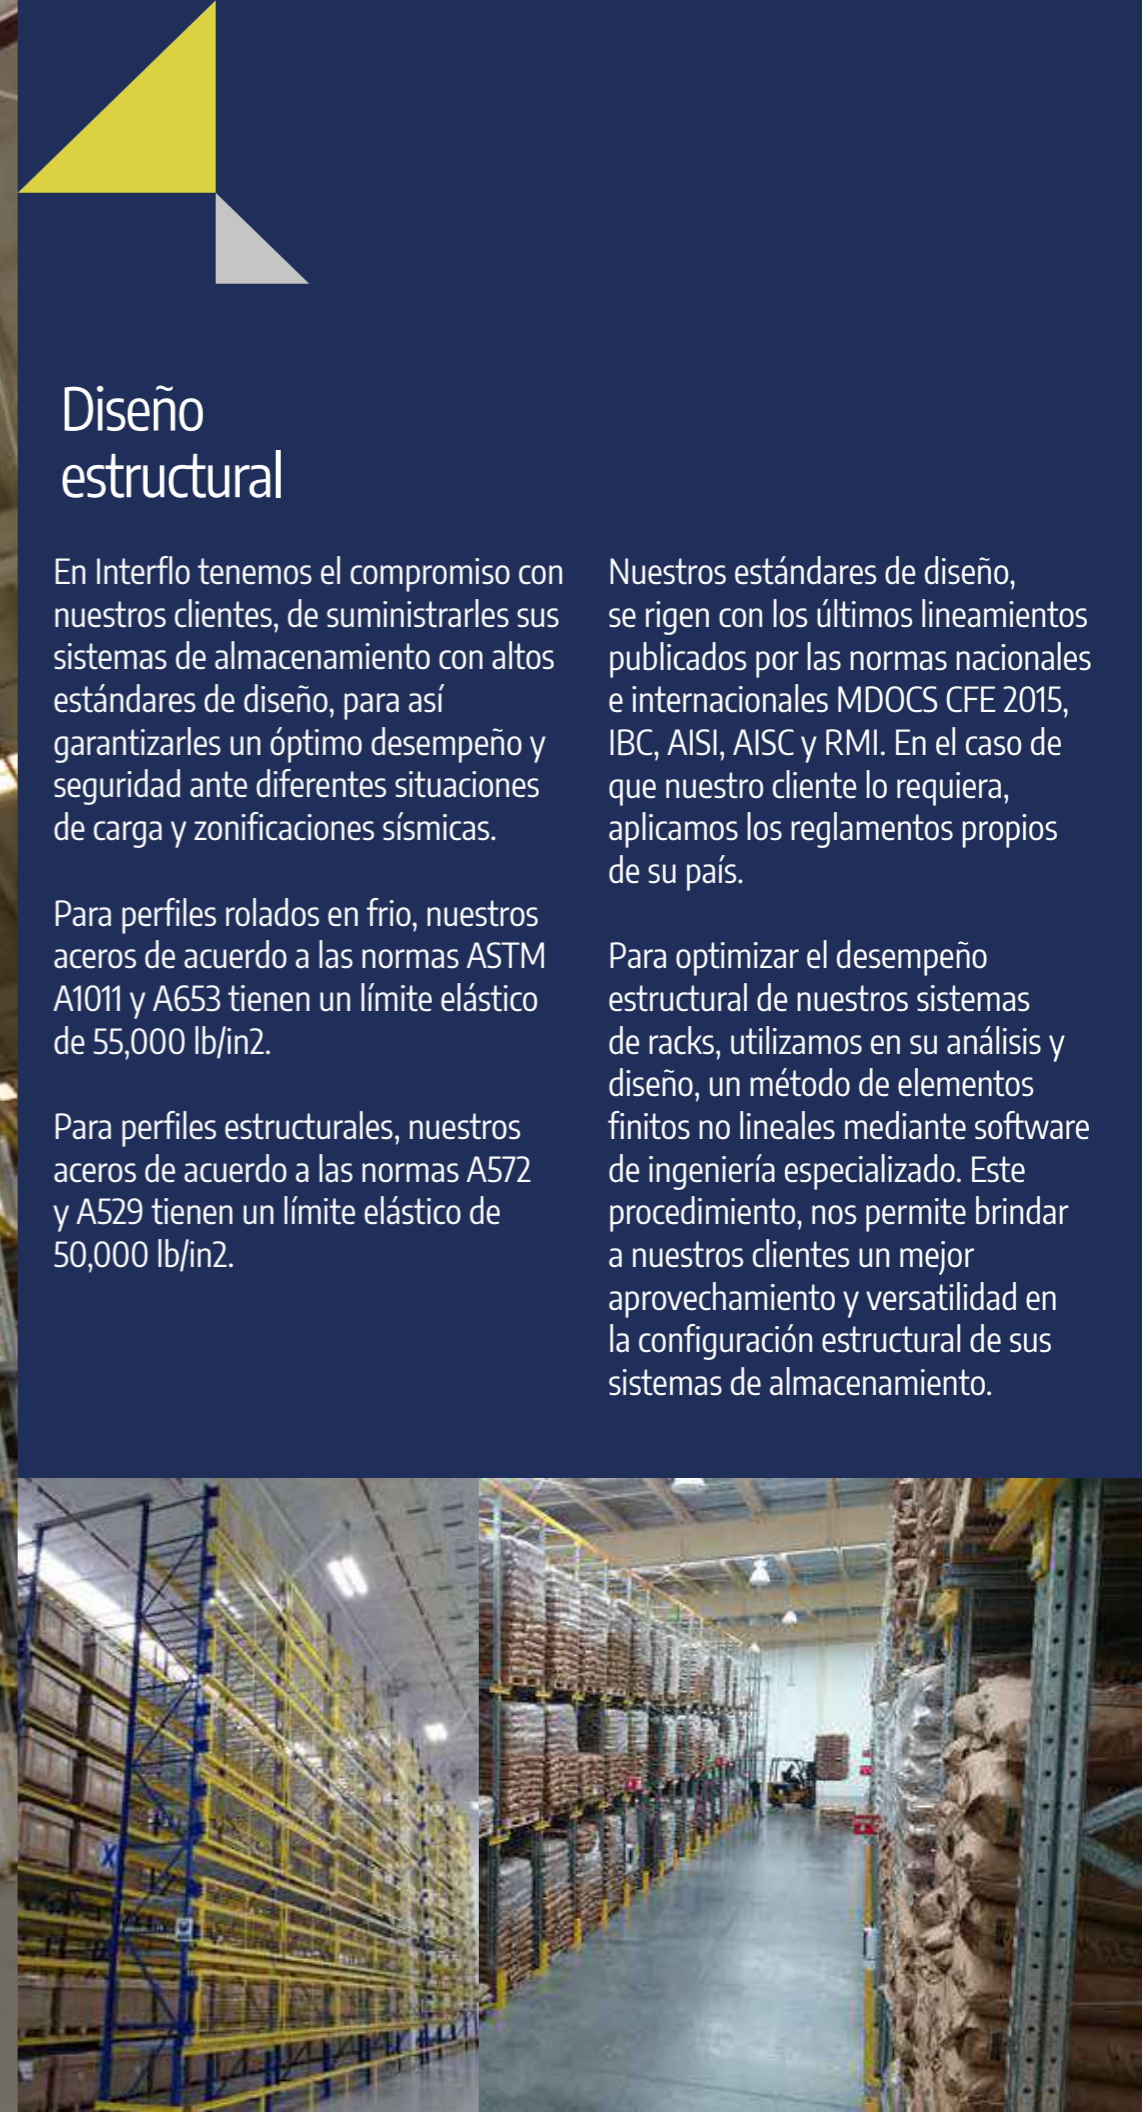 Diseño
estructural
En Interflo tenemos el compromiso con
nuestros clientes, de suministrarles sus
sistemas de almacenamiento con altos
estándares de diseño, para así
garantizarles un óptimo desempeño y
seguridad ante diferentes situaciones
de carga y zonificaciones sísmicas.
Para perfiles rolados en frio, nuestros
aceros de acuerdo a las normas ASTM
A1011 y A653 tienen un límite elástico
de 55,000 lb/in2.
Para perfiles estructurales, nuestros
aceros de acuerdo a las normas A572
y A529 tienen un límite elástico de
50,000 lb/in2.
Nuestros estándares de diseño,
se rigen con los últimos lineamientos
publicados por las normas nacionales
e internacionales MDOCS CFE 2015,
IBC, AISI, AISC y RMI. En el caso de
que nuestro cliente lo requiera,
aplicamos los reglamentos propios
de su país.
Para optimizar el desempeño
estructural de nuestros sistemas
de racks, utilizamos en su análisis y
diseño, un método de elementos
finitos no lineales mediante software
de ingeniería especializado. Este
procedimiento, nos permite brindar
a nuestros clientes un mejor
aprovechamiento y versatilidad en
la configuración estructural de sus
sistemas de almacenamiento.
X